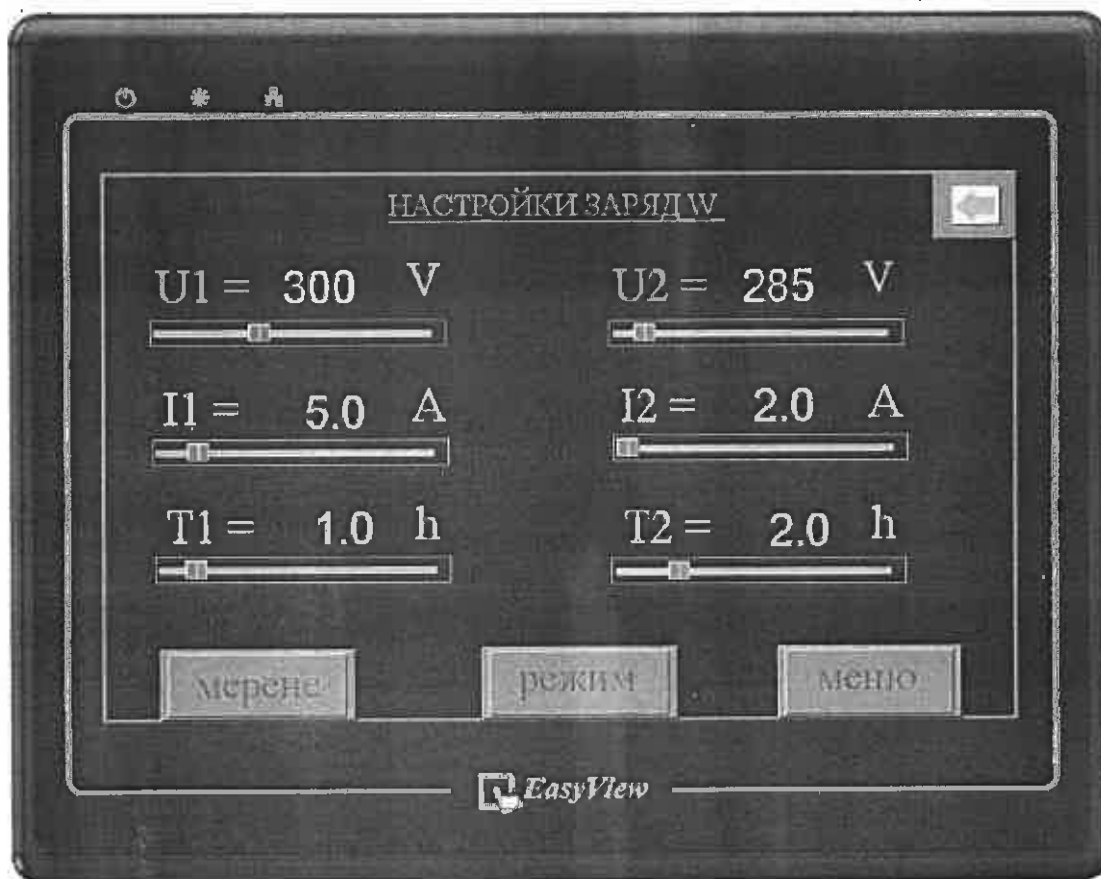 НАСТРОЙКИ ЗАРЯД W
U1 = 300 V U2 = 285 V
I1 = 5.0 A I2 = 2.0 A
T1 = 1.0 h T2 = 2.0 h
мерене режим меню
EasyView